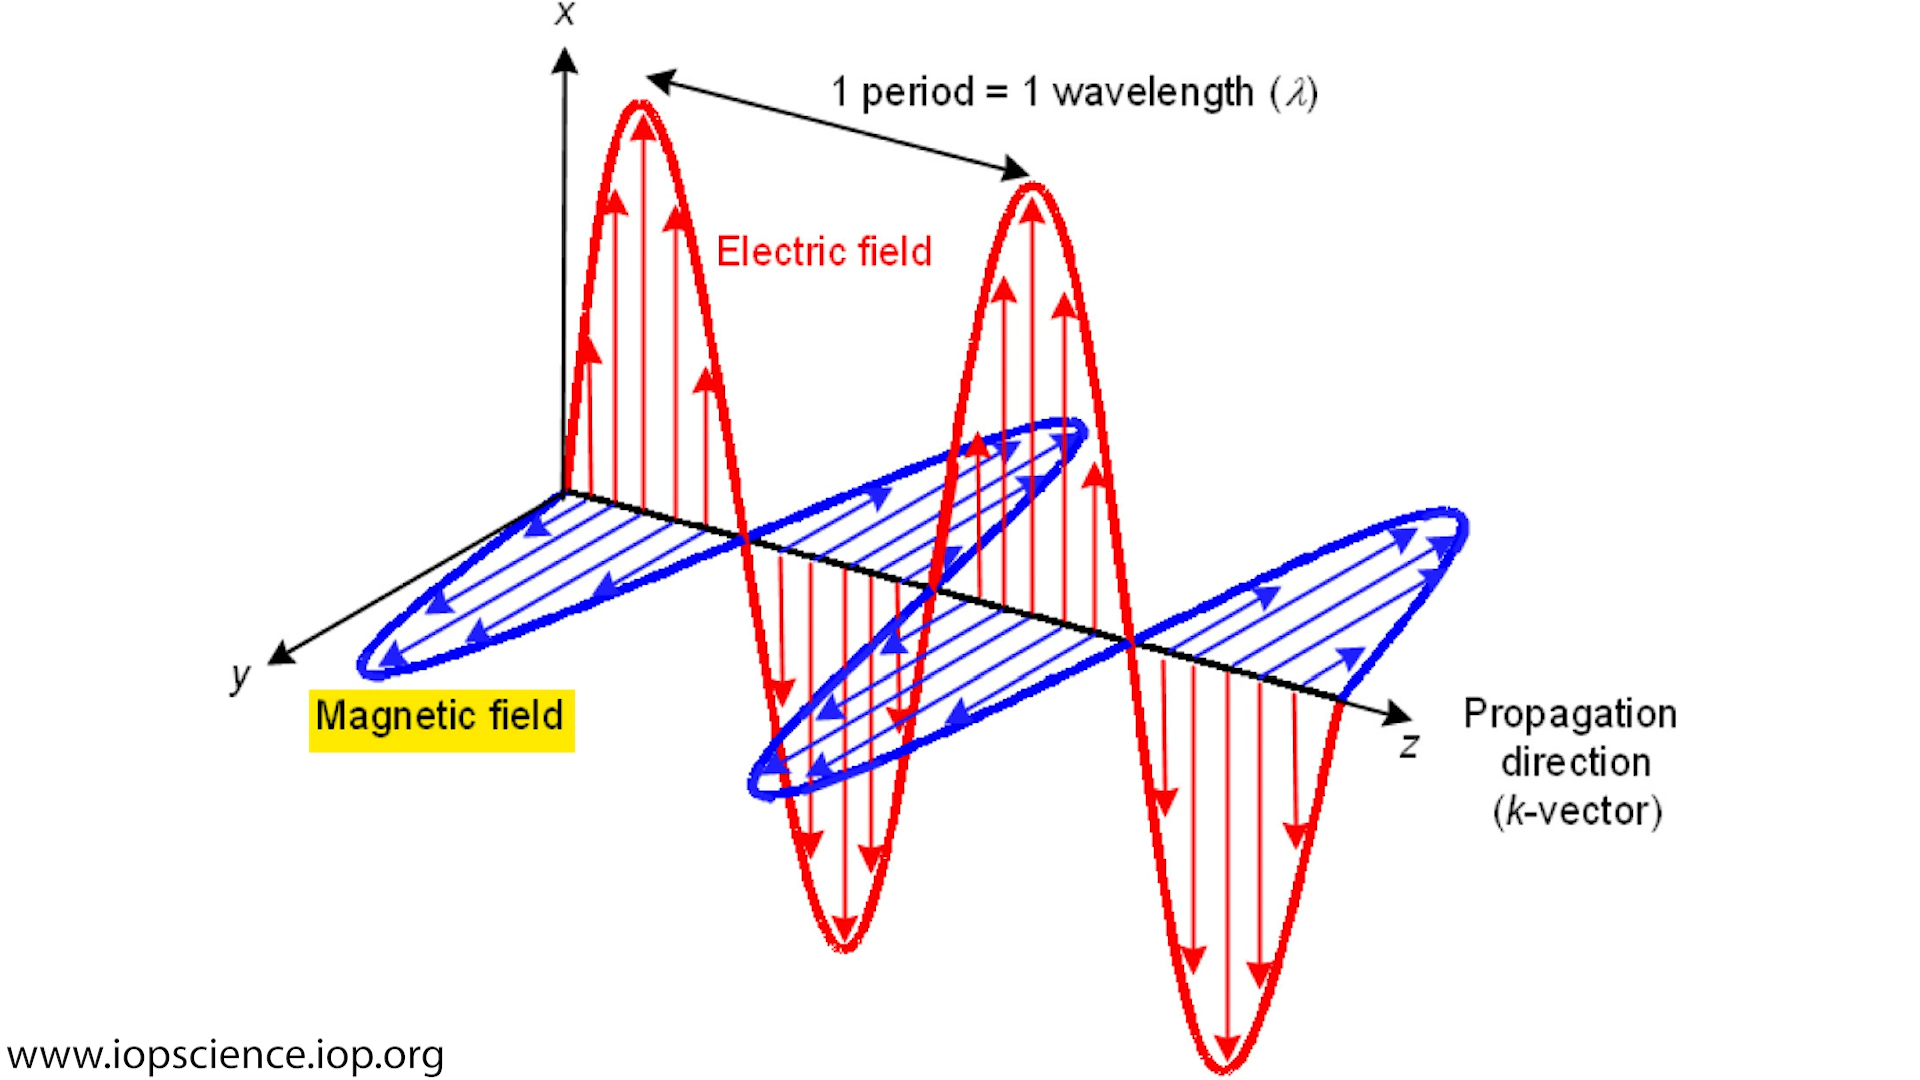 x
1 period = 1 wavelength (λ)
Electric field
y
Magnetic field
z
Propagation
direction
(k-vector)
www.iopscience.iop.org